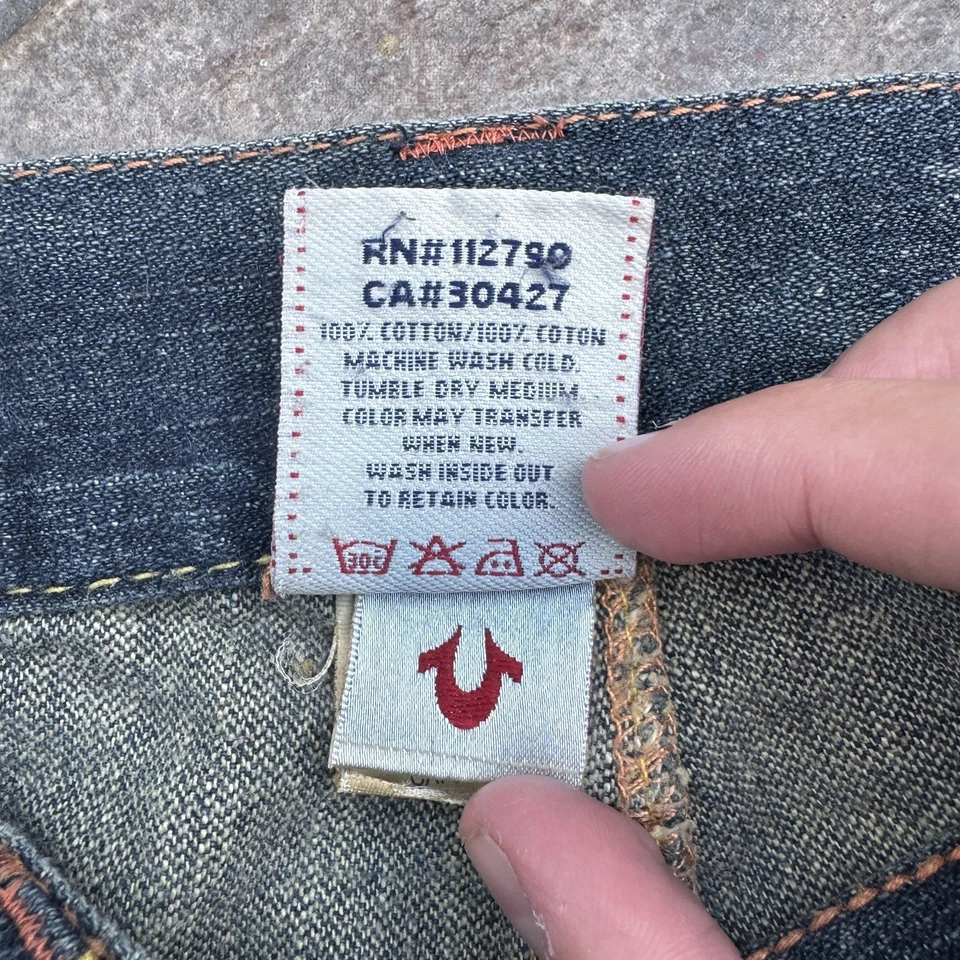 RN#112790
CA#30427
100% COTTON/100% COTON
MACHINE WASH COLD.
TUMBLE DRY MEDIUM
COLOR MAY TRANSFER
WHEN NEW.
WASH INSIDE OUT
TO RETAIN COLOR.
30C